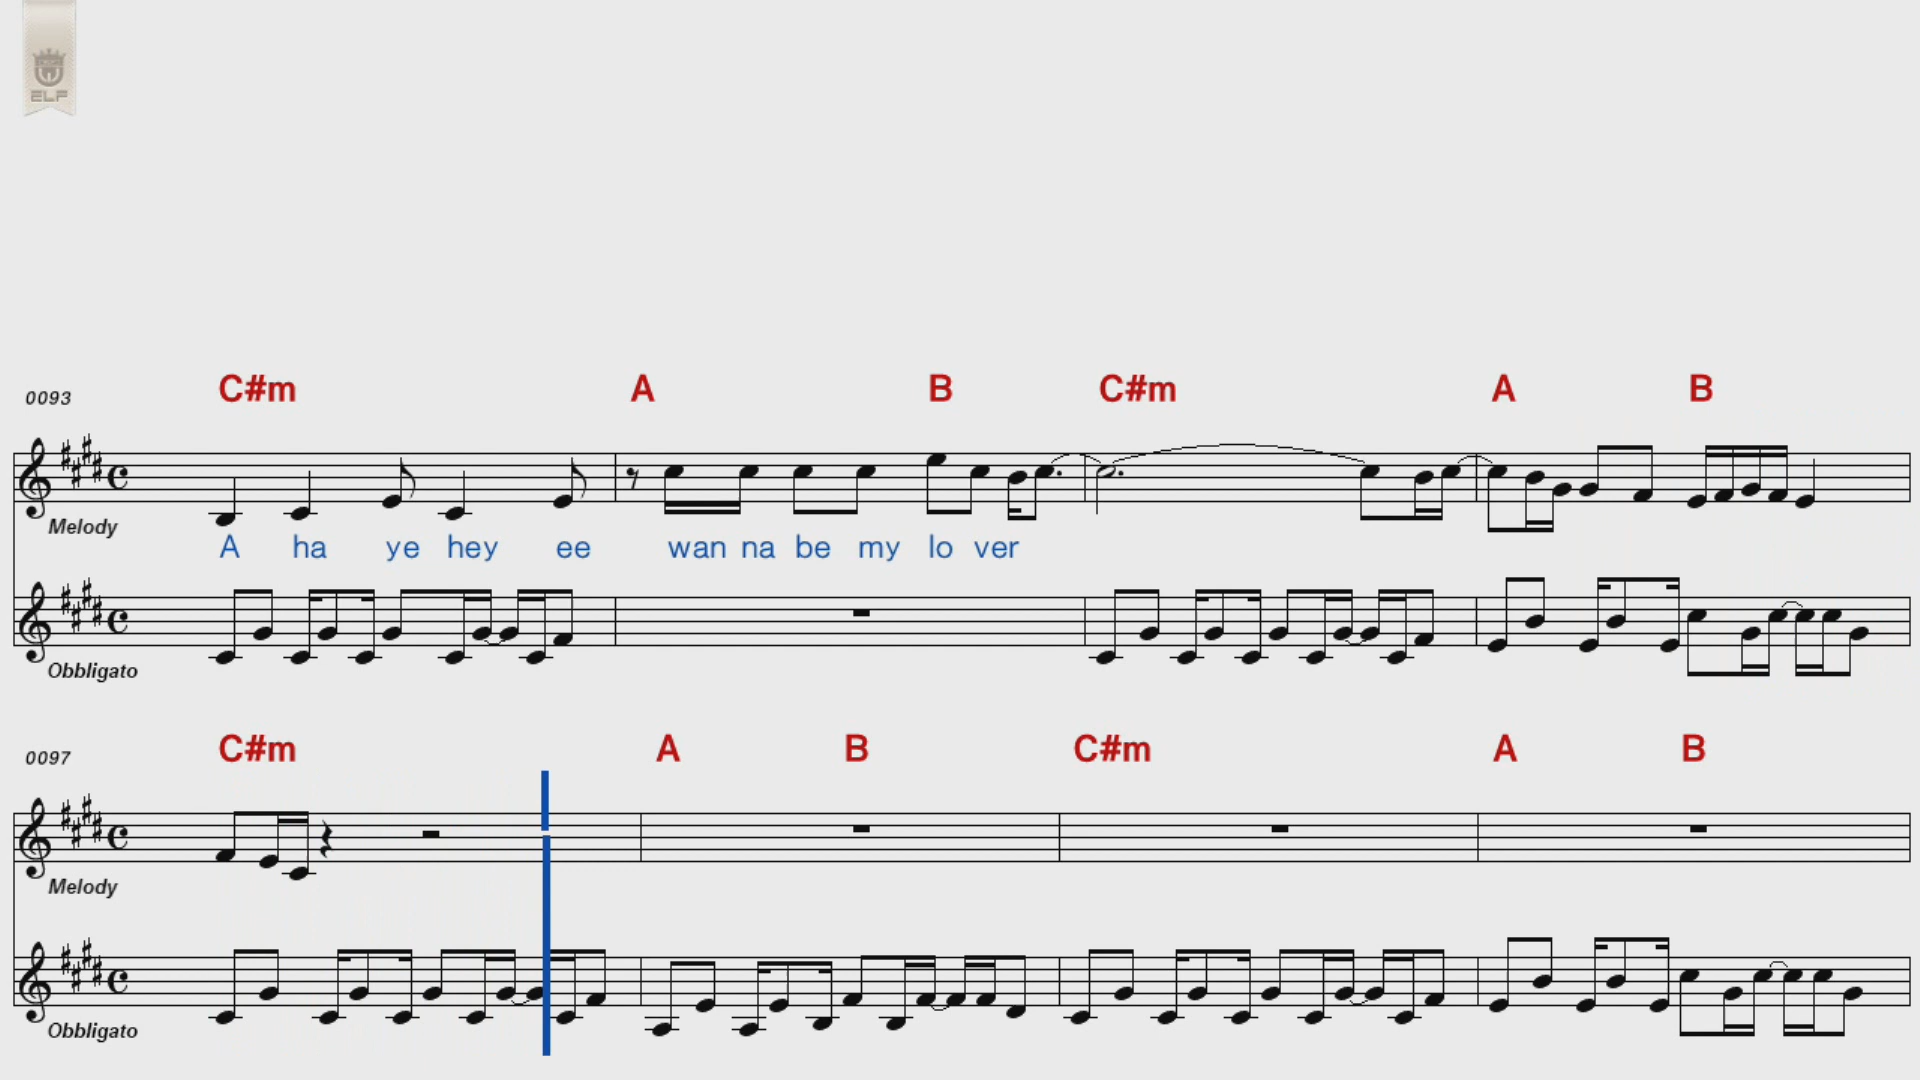 ELF
C#m A B C#m A B
0093
Melody
A ha ye hey ee wan na be my lo ver
Obbligato
C#m A B C#m A B
0097
Melody
Obbligato